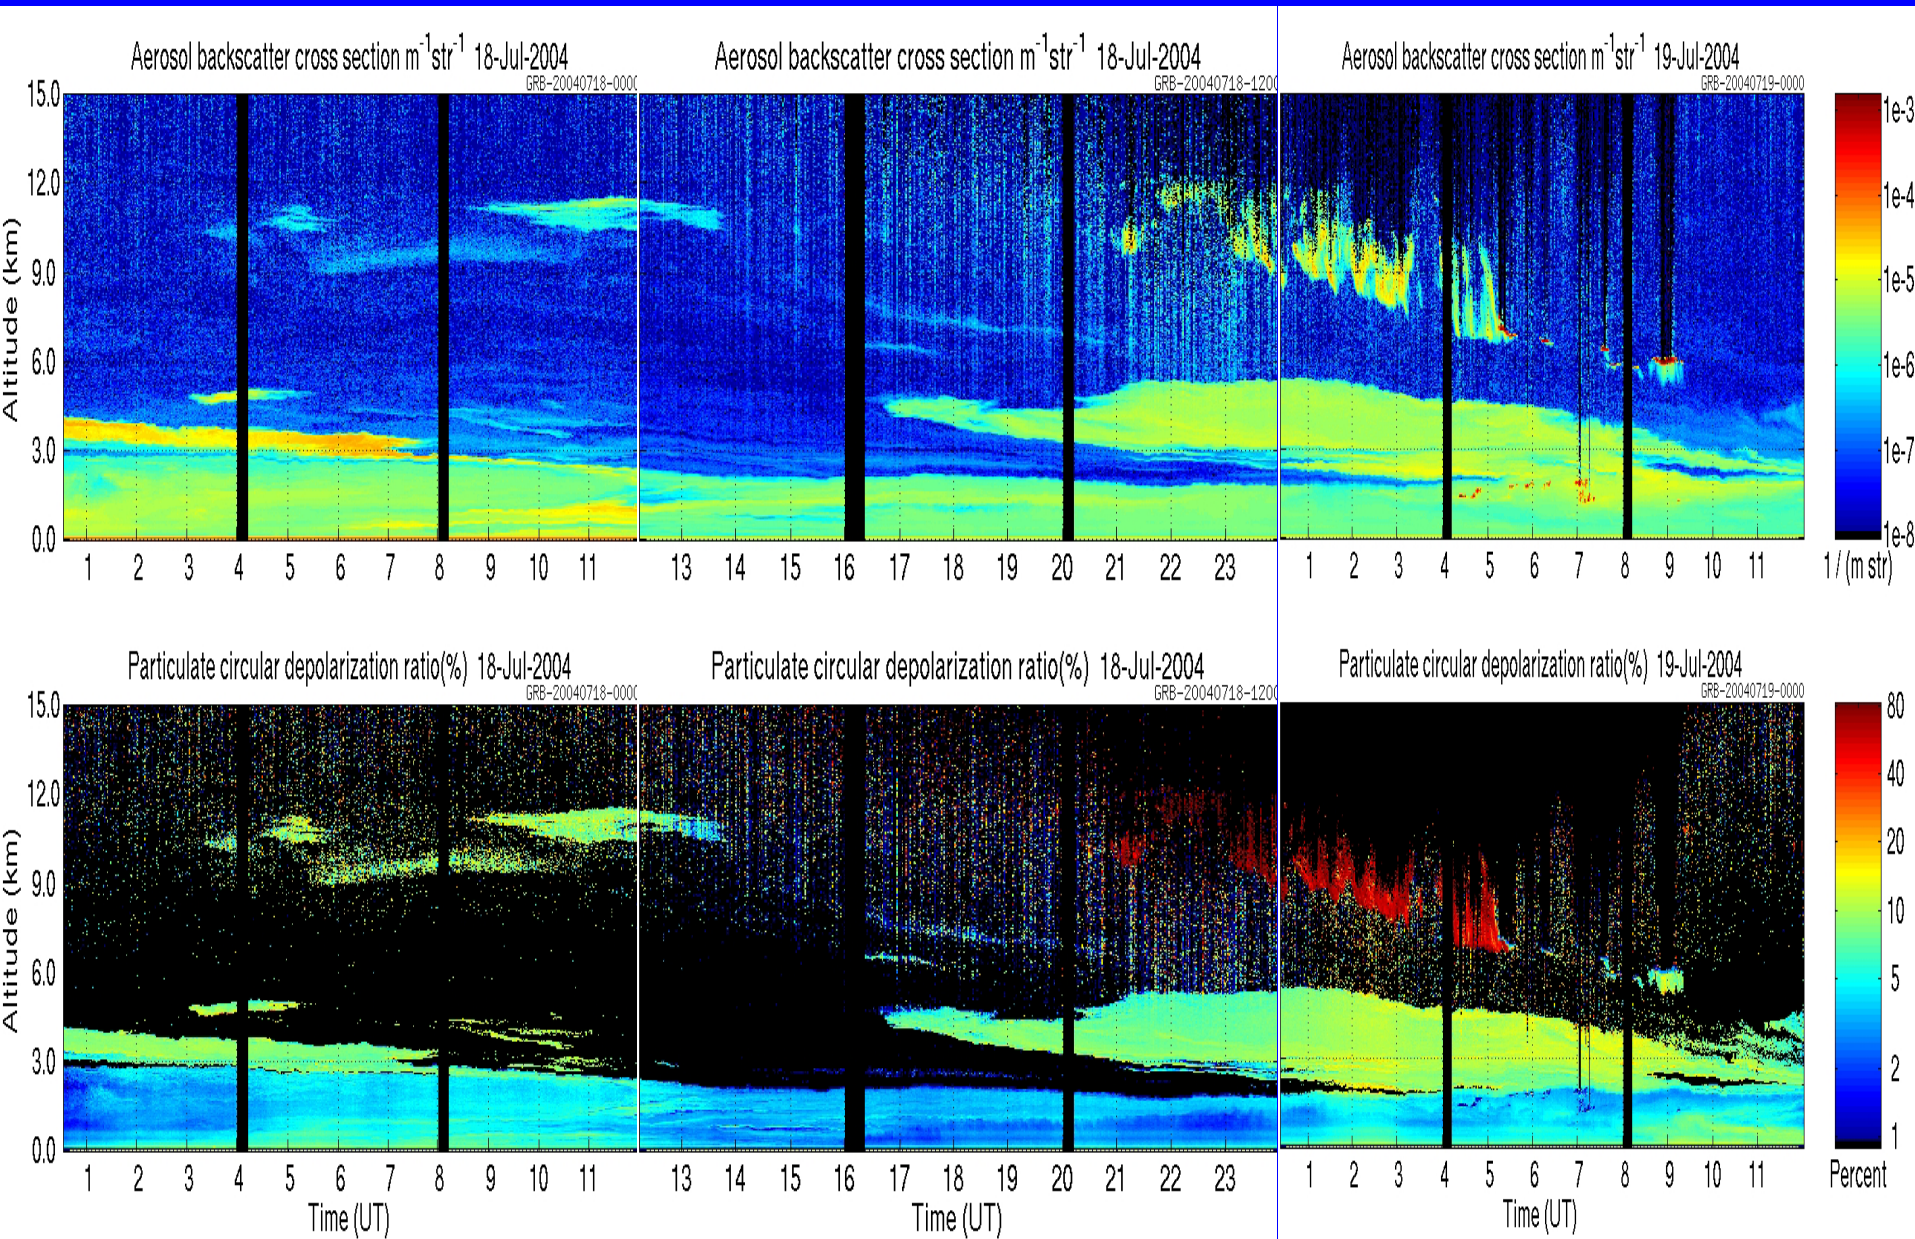 Aerosol backscatter cross section m⁻¹str⁻¹ 18-Jul-2004
Aerosol backscatter cross section m⁻¹str⁻¹ 18-Jul-2004
Aerosol backscatter cross section m⁻¹str⁻¹ 19-Jul-2004
GRB-20040718-0000
GRB-20040718-1200
GRB-20040719-0000
Altitude (km)
15.0
12.0
9.0
6.0
3.0
0.0
1 2 3 4 5 6 7 8 9 10 11
13 14 15 16 17 18 19 20 21 22 23
1 2 3 4 5 6 7 8 9 10 11
1e-3
1e-4
1e-5
1e-6
1e-7
1e-8
1 / (m str)
Particulate circular depolarization ratio(%) 18-Jul-2004
Particulate circular depolarization ratio(%) 18-Jul-2004
Particulate circular depolarization ratio(%) 19-Jul-2004
GRB-20040718-0000
GRB-20040718-1200
GRB-20040719-0000
Altitude (km)
15.0
12.0
9.0
6.0
3.0
0.0
1 2 3 4 5 6 7 8 9 10 11
13 14 15 16 17 18 19 20 21 22 23
1 2 3 4 5 6 7 8 9 10 11
Time (UT)
Time (UT)
Time (UT)
80
40
20
10
5
2
1
Percent